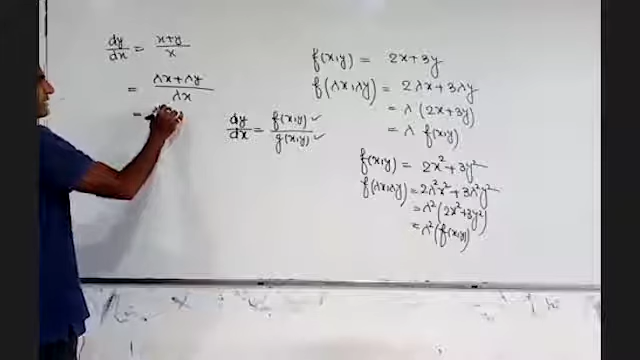 dy/dx = x+y/x
= λx+λy/λx
=
dy/dx = f(x,y)/g(x,y) ✓ ✓
f(x,y) = 2x+3y
f(λx,λy) = 2λx+3λy
= λ(2x+3y)
= λ f(x,y)
f(x,y) = 2x²+3y²
f(λx,λy) = 2λ²x²+3λ²y²
= λ²(2x²+3y²)
= λ²(f(x,y))